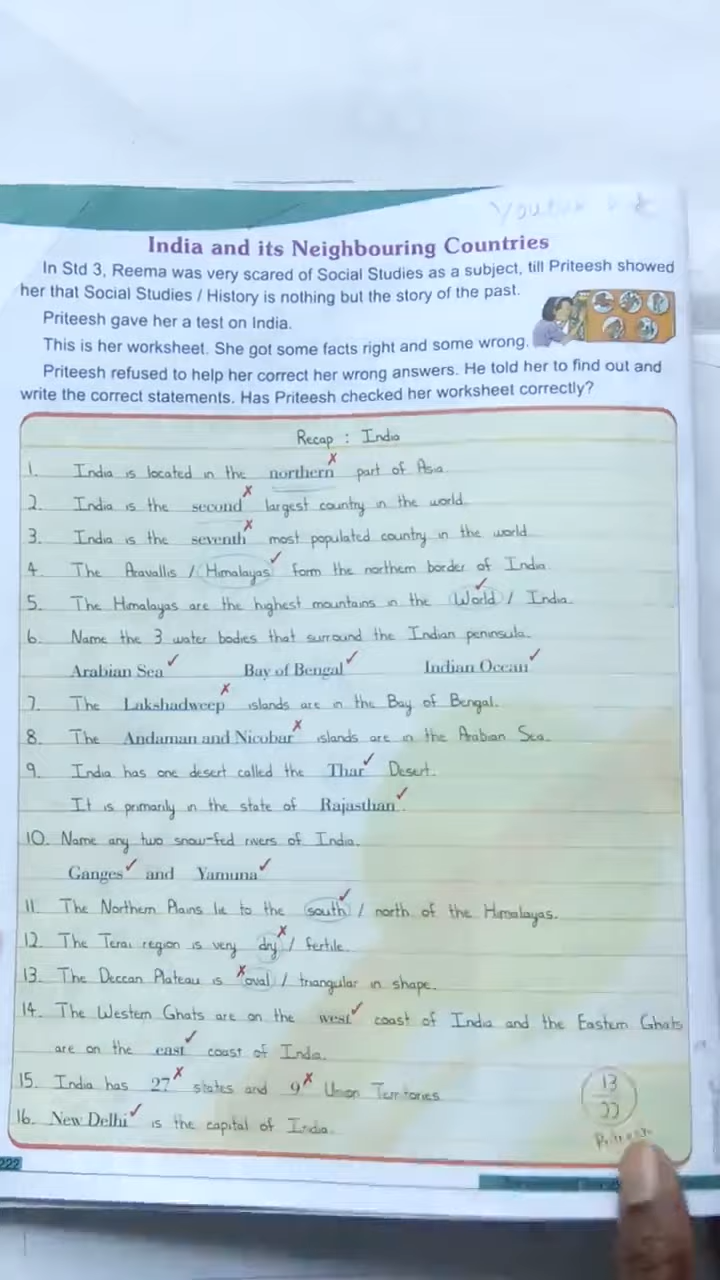 India and its Neighbouring Countries
In Std 3, Reema was very scared of Social Studies as a subject, till Priteesh showed
her that Social Studies / History is nothing but the story of the past.
Priteesh gave her a test on India.
This is her worksheet. She got some facts right and some wrong.
Priteesh refused to help her correct her wrong answers. He told her to find out and
write the correct statements. Has Priteesh checked her worksheet correctly?
Recap : India
1. India is located in the northern ✗ part of Asia.
2. India is the second ✗ largest country in the world.
3. India is the seventh ✗ most populated country in the world.
4. The Aravallis / Himalayas ✓ form the northern border of India.
5. The Himalayas are the highest mountains in the World ✓ / India.
6. Name the 3 water bodies that surround the Indian peninsula.
Arabian Sea ✓ Bay of Bengal ✓ Indian Ocean ✓
7. The Lakshadweep ✗ islands are in the Bay of Bengal.
8. The Andaman and Nicobar ✗ islands are in the Arabian Sea.
9. India has one desert called the Thar ✓ Desert.
It is primarily in the state of Rajasthan ✓.
10. Name any two snow-fed rivers of India.
Ganges ✓ and Yamuna ✓
11. The Northern Plains lie to the south ✓ / north of the Himalayas.
12. The Terai region is very dry ✗ / fertile.
13. The Deccan Plateau is ✗ oval / triangular in shape.
14. The Western Ghats are on the west ✓ coast of India and the Eastern Ghats
are on the east ✓ coast of India.
15. India has 27 ✗ states and 9 ✗ Union Territories.
16. New Delhi ✓ is the capital of India.
13
22
Priteesh
222